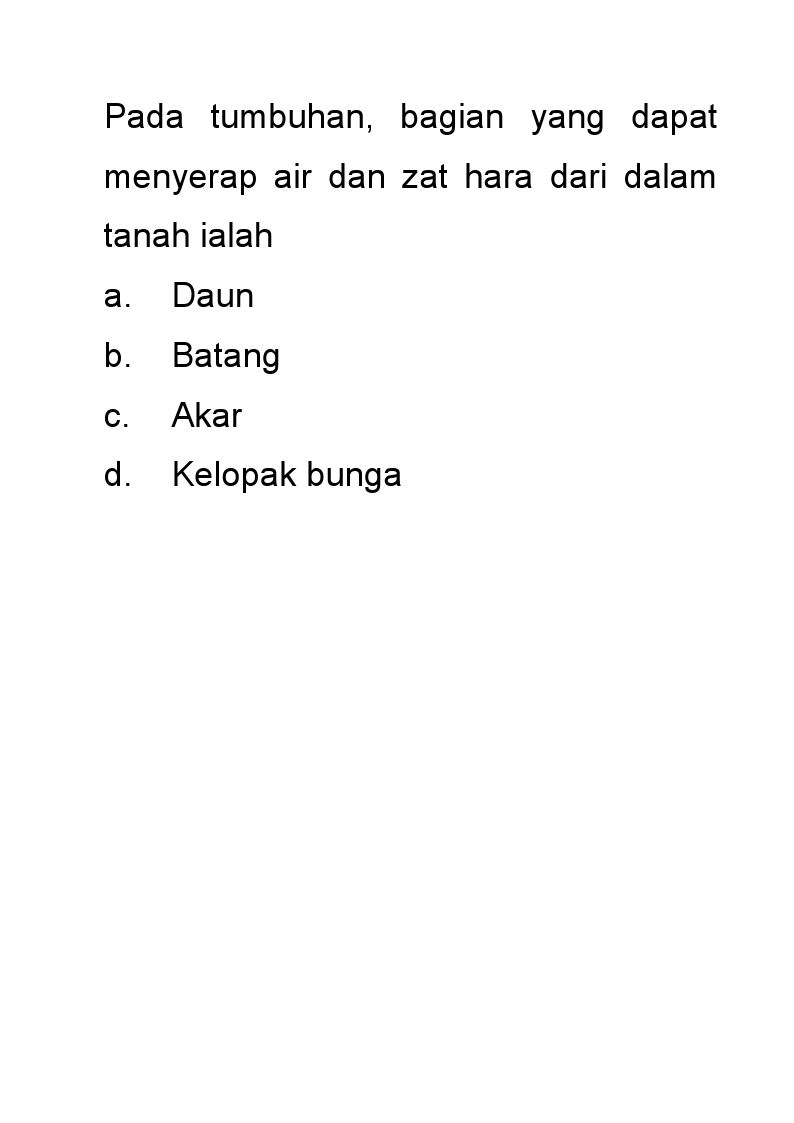 Pada tumbuhan, bagian yang dapat
menyerap air dan zat hara dari dalam
tanah ialah
a. Daun
b. Batang
c. Akar
d. Kelopak bunga